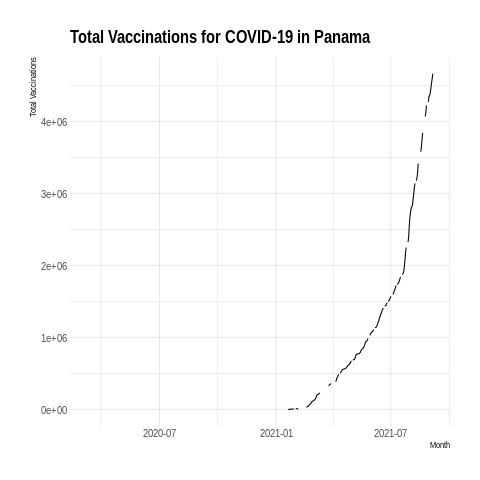 Total Vaccinations for COVID-19 in Panama
Total Vaccinations
4e+06
3e+06
2e+06
1e+06
0e+00
2020-07
2021-01
2021-07
Month